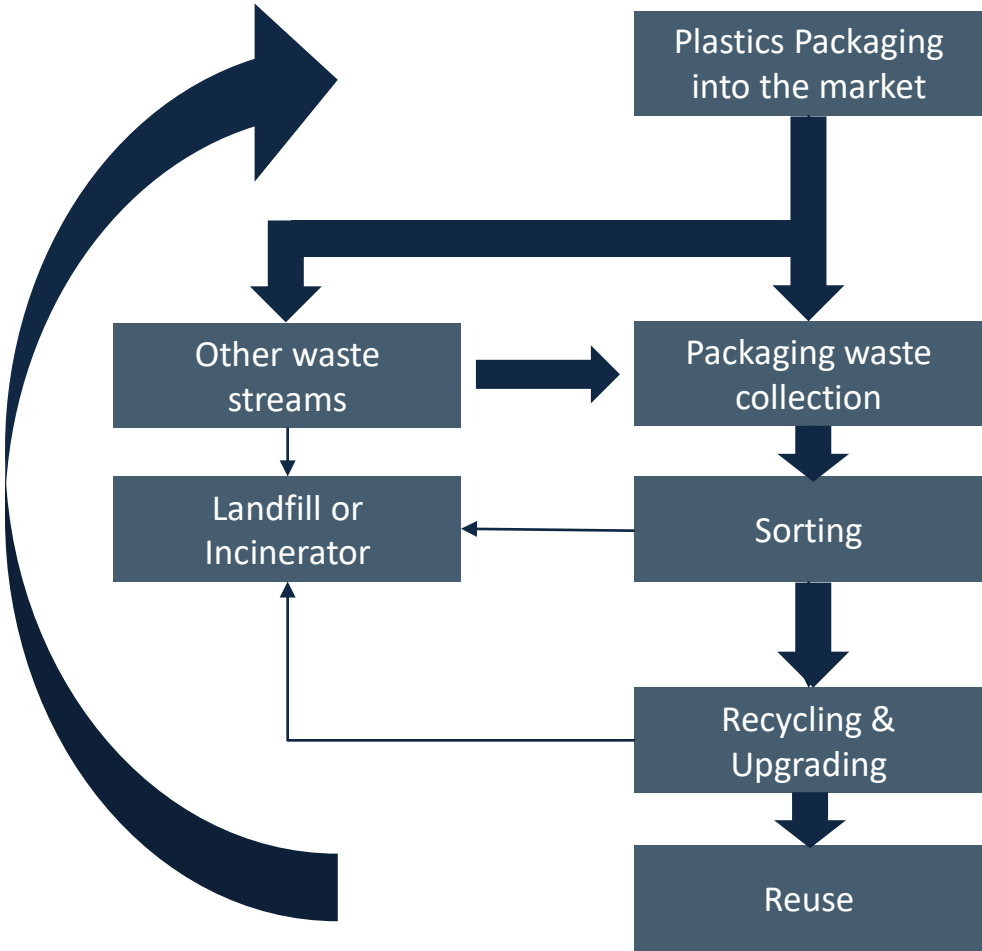 Plastics Packaging
into the market
Other waste
streams
Packaging waste
collection
Landfill or
Incinerator
Sorting
Recycling &
Upgrading
Reuse